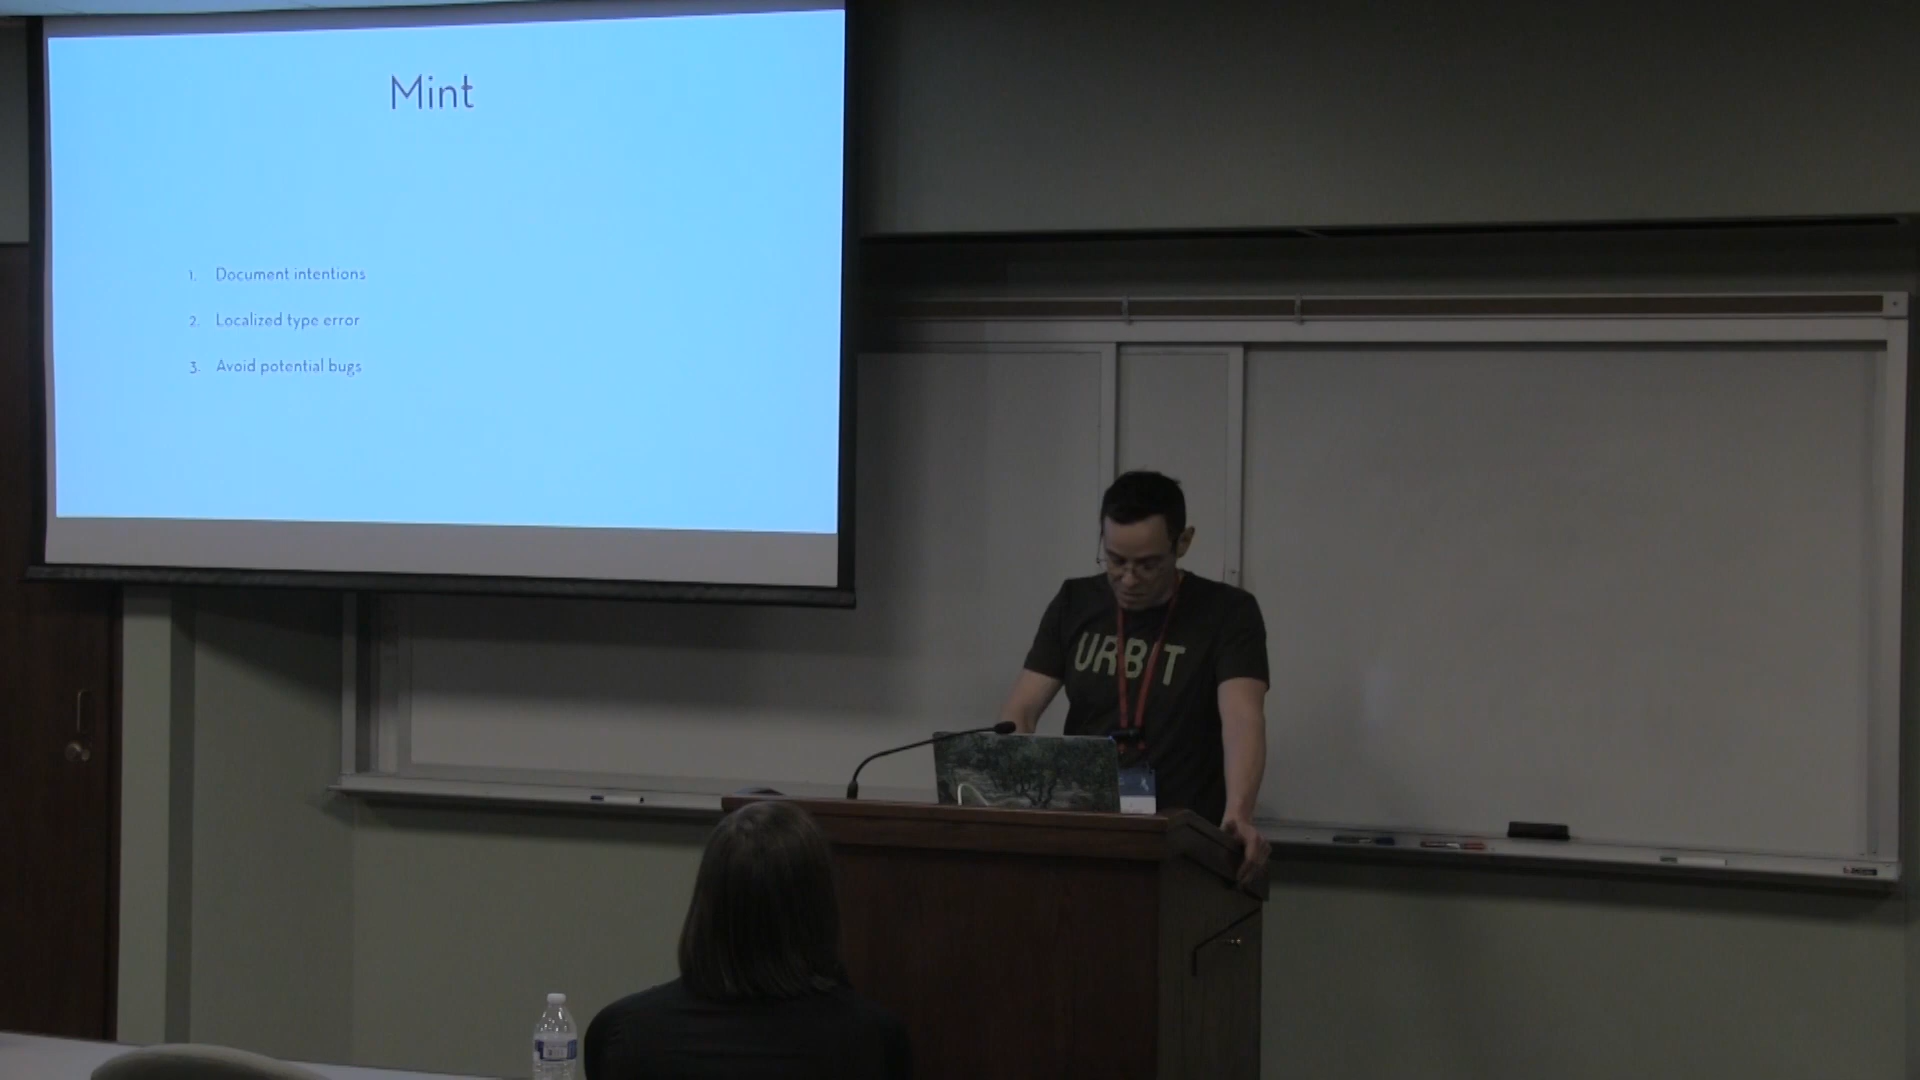 Mint
1. Document intentions
2. Localized type error
3. Avoid potential bugs
URBIT